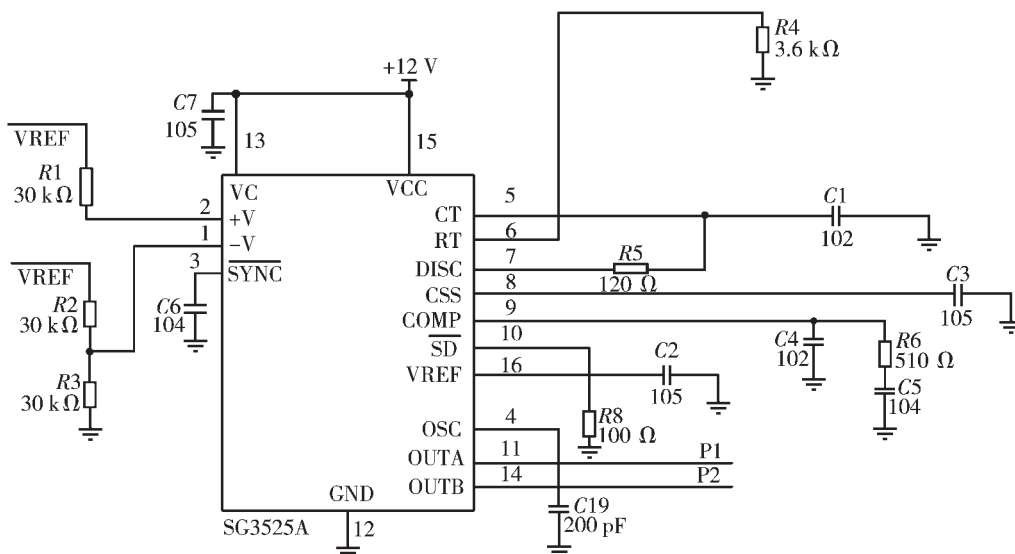 R4
3.6 kΩ
+12 V
C7
105
13
15
VREF
R1
30 kΩ
VC
VCC
2
+V
1
−V
3
SYNC
VREF
R2
30 kΩ
C6
104
R3
30 kΩ
CT
5
C1
102
RT
6
DISC
7
R5
120 Ω
CSS
8
C3
105
COMP
9
C4
102
R6
510 Ω
C5
104
SD
10
R8
100 Ω
VREF
16
C2
105
OSC
4
C19
200 pF
OUTA
11
P1
OUTB
14
P2
GND
12
SG3525A